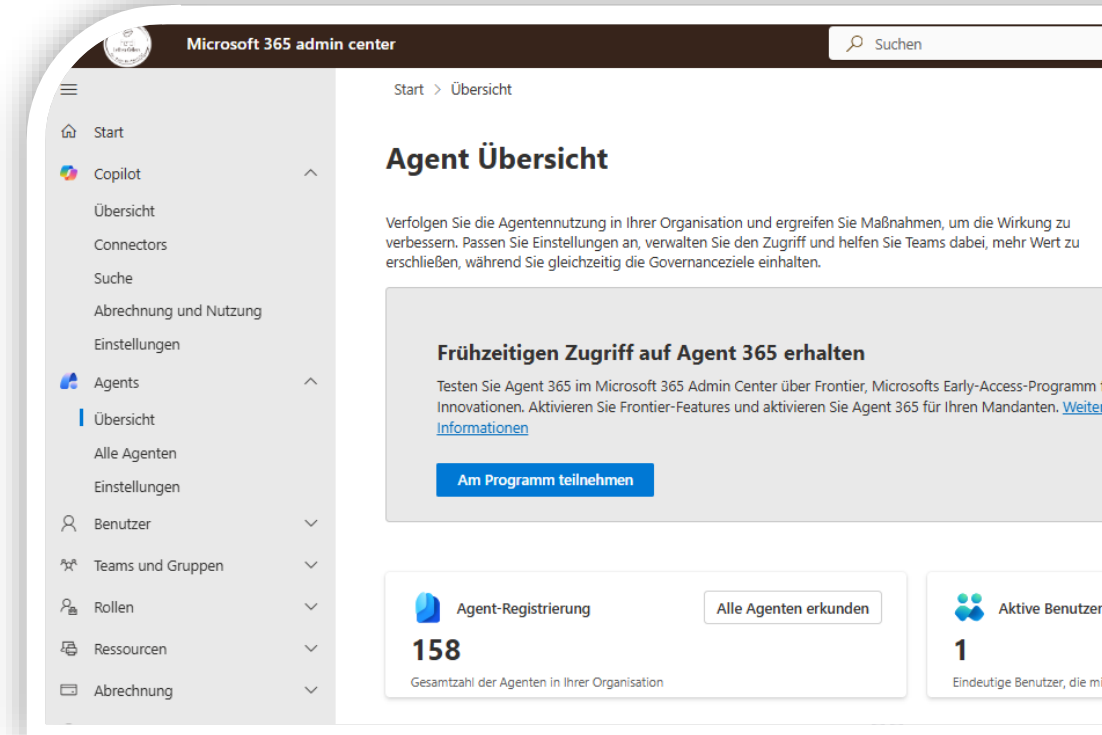 Microsoft 365 admin center
Suchen
Start > Übersicht
Start
Copilot
Übersicht
Connectors
Suche
Abrechnung und Nutzung
Einstellungen
Agents
Übersicht
Alle Agenten
Einstellungen
Benutzer
Teams und Gruppen
Rollen
Ressourcen
Abrechnung
Agent Übersicht
Verfolgen Sie die Agentennutzung in Ihrer Organisation und ergreifen Sie Maßnahmen, um die Wirkung zu
verbessern. Passen Sie Einstellungen an, verwalten Sie den Zugriff und helfen Sie Teams dabei, mehr Wert zu
erschließen, während Sie gleichzeitig die Governanceziele einhalten.
Frühzeitigen Zugriff auf Agent 365 erhalten
Testen Sie Agent 365 im Microsoft 365 Admin Center über Frontier, Microsofts Early-Access-Programm
Innovationen. Aktivieren Sie Frontier-Features und aktivieren Sie Agent 365 für Ihren Mandanten. Weiter
Informationen
Am Programm teilnehmen
Agent-Registrierung
Alle Agenten erkunden
158
Gesamtzahl der Agenten in Ihrer Organisation
Aktive Benutzer
1
Eindeutige Benutzer, die mi